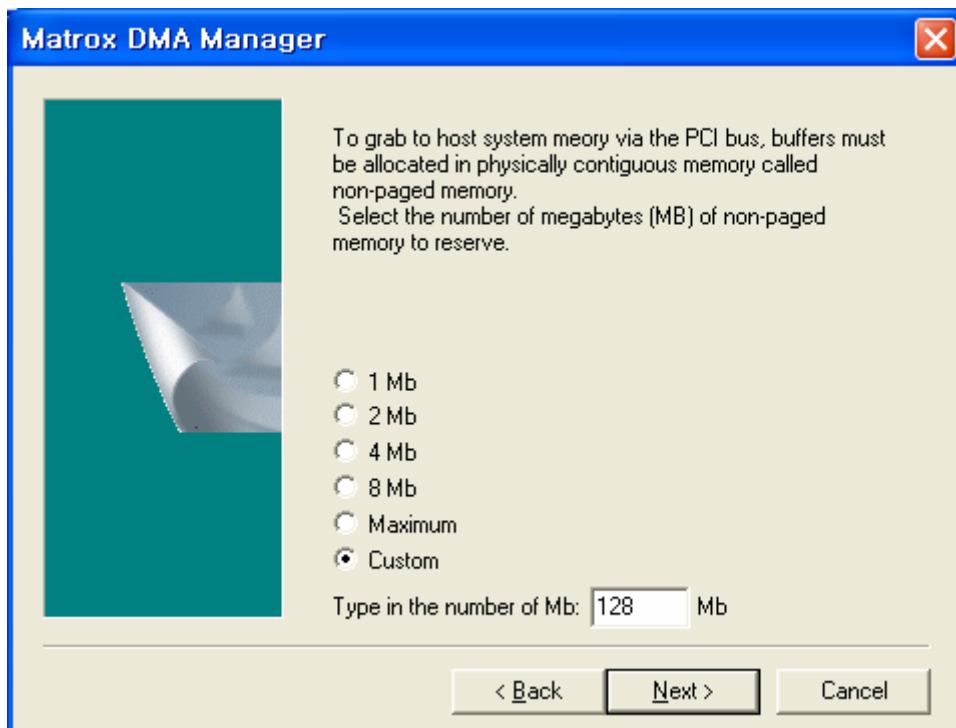 Matrox DMA Manager
To grab to host system meory via the PCI bus, buffers must
be allocated in physically contiguous memory called
non-paged memory.
Select the number of megabytes (MB) of non-paged
memory to reserve.
1 Mb
2 Mb
4 Mb
8 Mb
Maximum
Custom
Type in the number of Mb: 128 Mb
< Back Next > Cancel